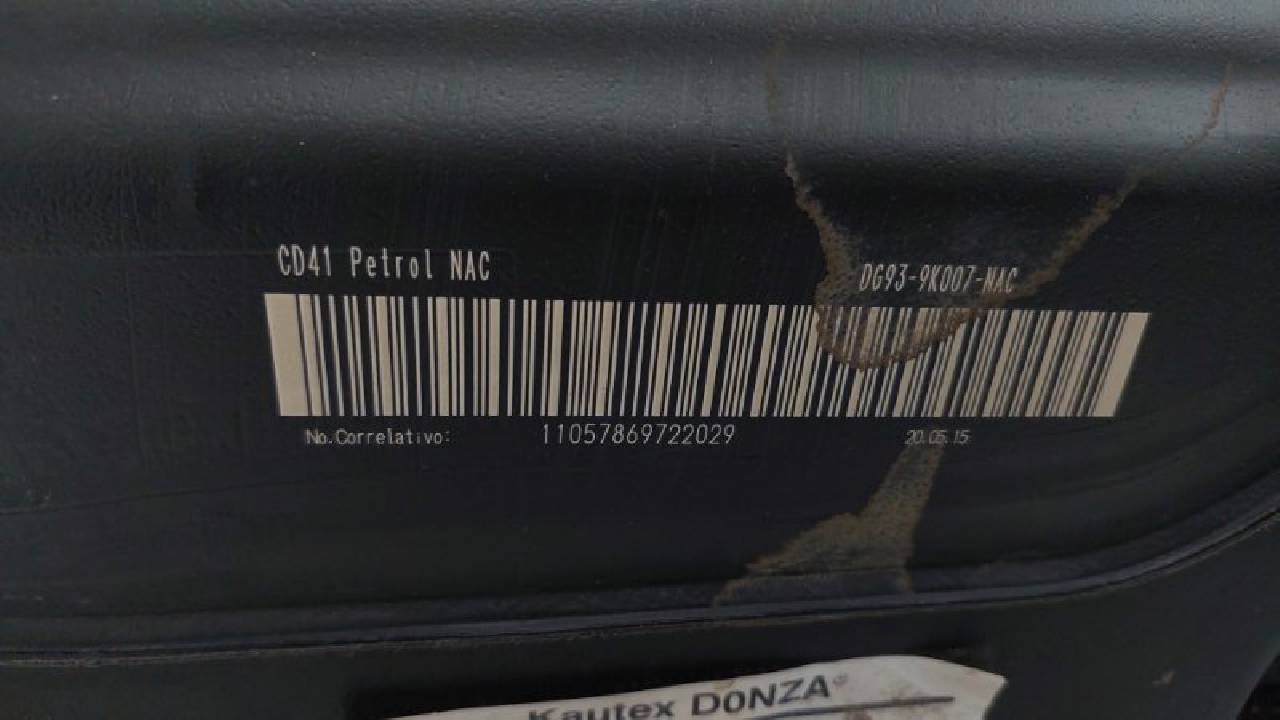 CD41 Petrol NAC
DG93-9K007-NAC
No.Correlativo:
11057869722029
20.05.15
Kautex DONZA®